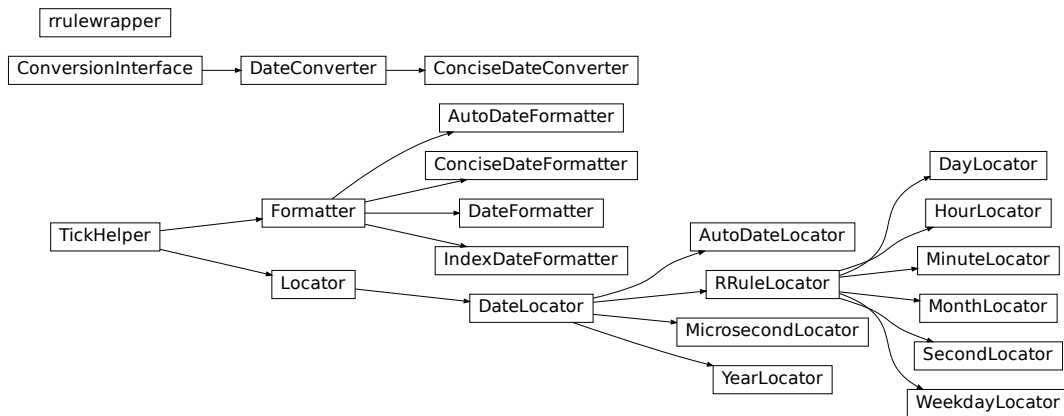 rrulewrapper
ConversionInterface
DateConverter
ConciseDateConverter
AutoDateFormatter
ConciseDateFormatter
DateFormatter
IndexDateFormatter
Formatter
TickHelper
Locator
DateLocator
AutoDateLocator
RRuleLocator
MicrosecondLocator
YearLocator
DayLocator
HourLocator
MinuteLocator
MonthLocator
SecondLocator
WeekdayLocator